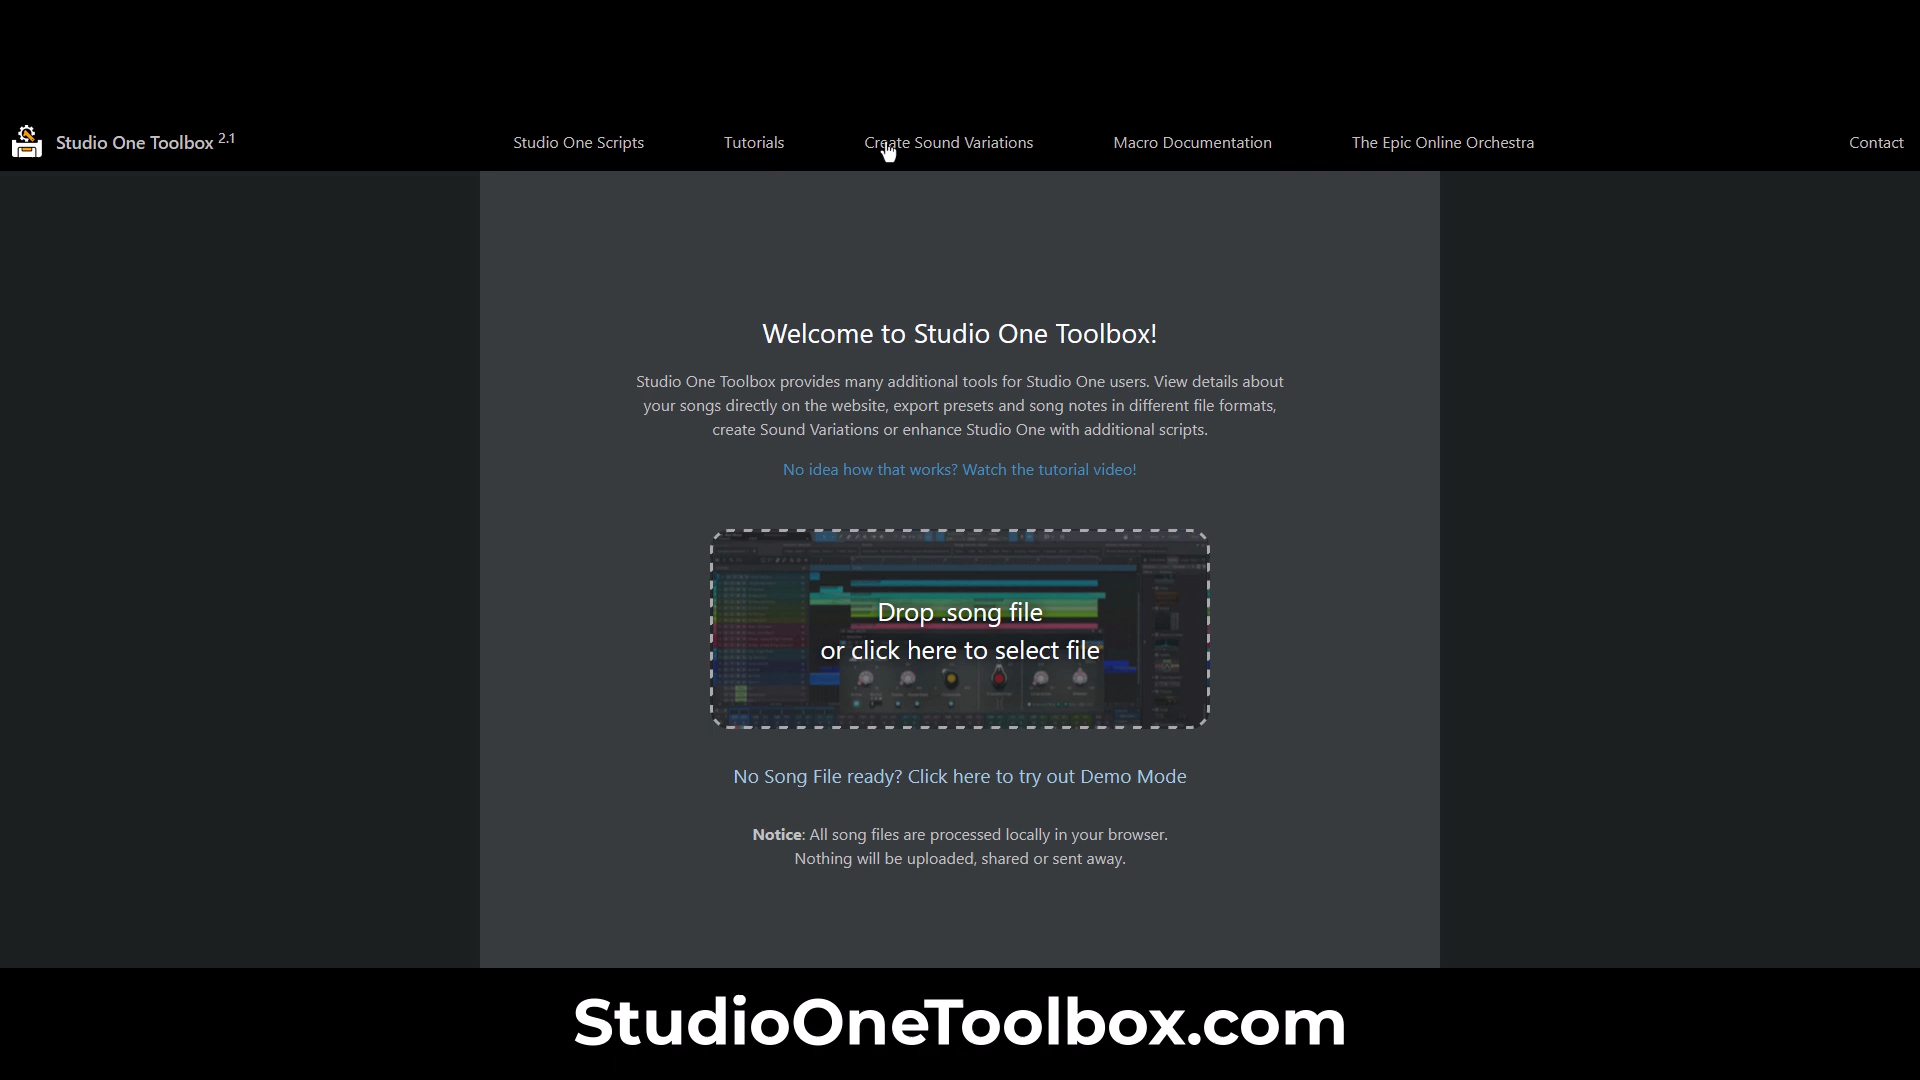 Studio One Toolbox 2.1
Studio One Scripts
Tutorials
Create Sound Variations
Macro Documentation
The Epic Online Orchestra
Contact
Welcome to Studio One Toolbox!
Studio One Toolbox provides many additional tools for Studio One users. View details about
your songs directly on the website, export presets and song notes in different file formats,
create Sound Variations or enhance Studio One with additional scripts.
No idea how that works? Watch the tutorial video!
Drop .song file
or click here to select file
No Song File ready? Click here to try out Demo Mode
Notice: All song files are processed locally in your browser.
Nothing will be uploaded, shared or sent away.
StudioOneToolbox.com